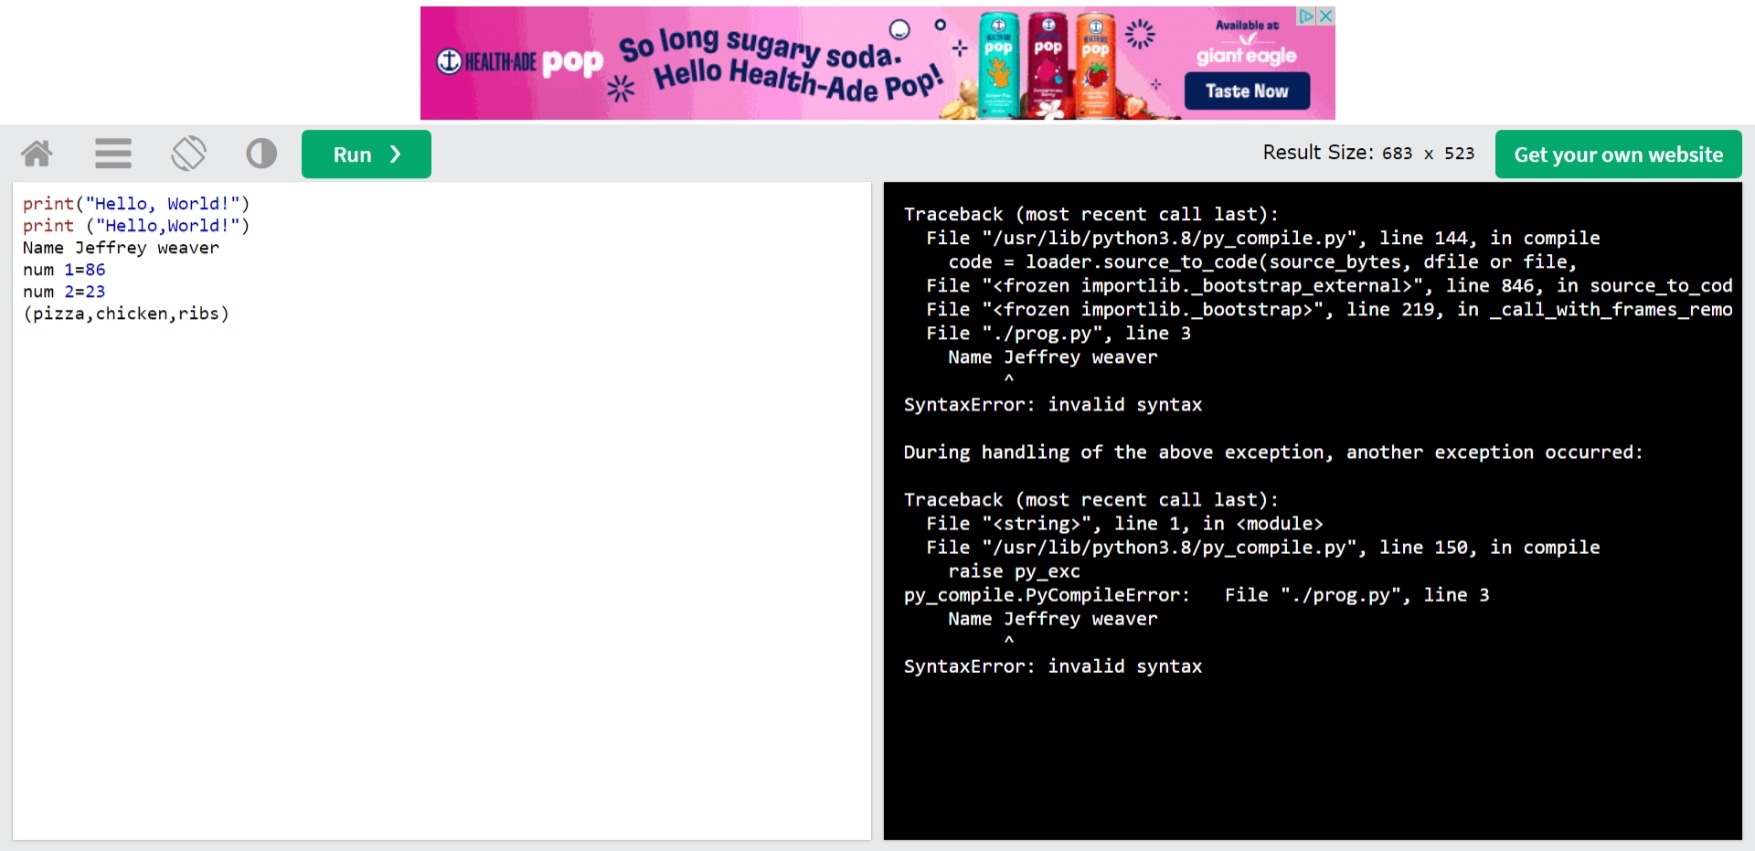 HEALTH-ADE pop
So long sugary soda.
Hello Health-Ade Pop!
pop
pop
pop
Available at
giant eagle
Taste Now
Run ❯
Result Size: 683 x 523
Get your own website
print("Hello, World!")
print ("Hello,World!")
Name Jeffrey weaver
num 1=86
num 2=23
(pizza,chicken,ribs)
Traceback (most recent call last):
  File "/usr/lib/python3.8/py_compile.py", line 144, in compile
    code = loader.source_to_code(source_bytes, dfile or file,
  File "<frozen importlib._bootstrap_external>", line 846, in source_to_cod
  File "<frozen importlib._bootstrap>", line 219, in _call_with_frames_remo
  File "./prog.py", line 3
    Name Jeffrey weaver
         ^
SyntaxError: invalid syntax
During handling of the above exception, another exception occurred:
Traceback (most recent call last):
  File "<string>", line 1, in <module>
  File "/usr/lib/python3.8/py_compile.py", line 150, in compile
    raise py_exc
py_compile.PyCompileError:   File "./prog.py", line 3
    Name Jeffrey weaver
         ^
SyntaxError: invalid syntax